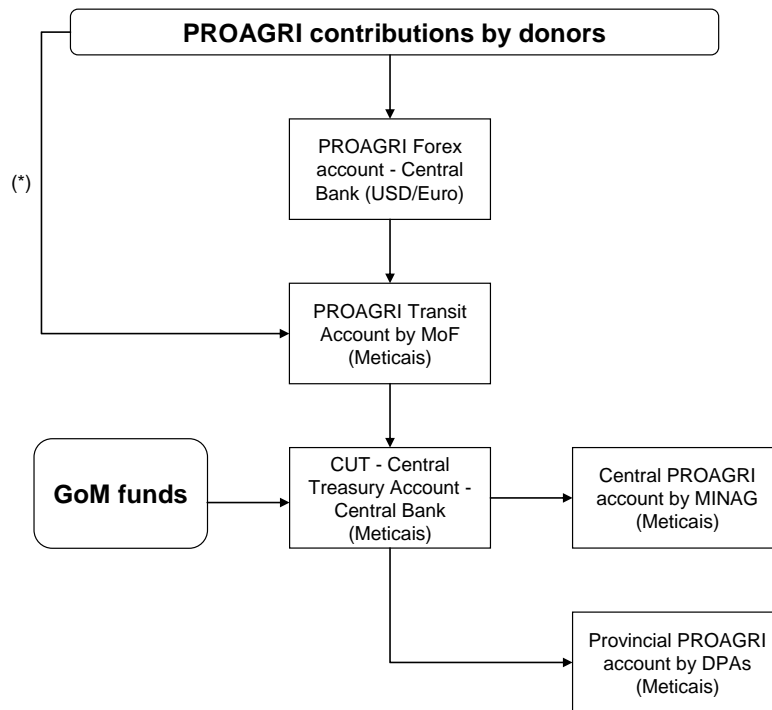 PROAGRI contributions by donors
PROAGRI Forex
account - Central
Bank (USD/Euro)
(*)
PROAGRI Transit
Account by MoF
(Meticais)
GoM funds
CUT - Central
Treasury Account -
Central Bank
(Meticais)
Central PROAGRI
account by MINAG
(Meticais)
Provincial PROAGRI
account by DPAs
(Meticais)